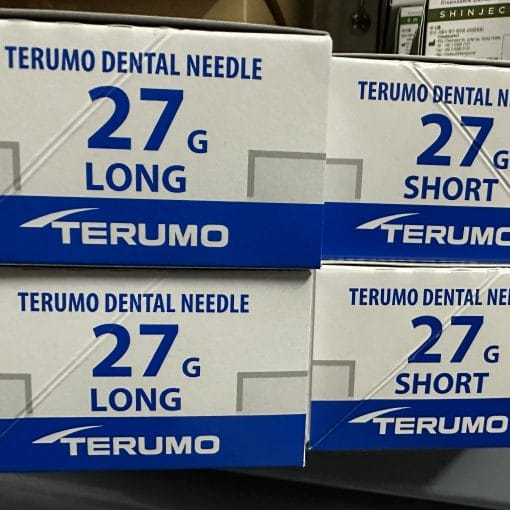 TERUMO DENTAL NEEDLE
27 G
LONG
TERUMO
TERUMO DENTAL N
27 G
SHORT
TERUMO
TERUMO DENTAL NEEDLE
27 G
LONG
TERUMO
TERUMO DENTAL NE
27 G
SHORT
TERUMO
SHINJEC